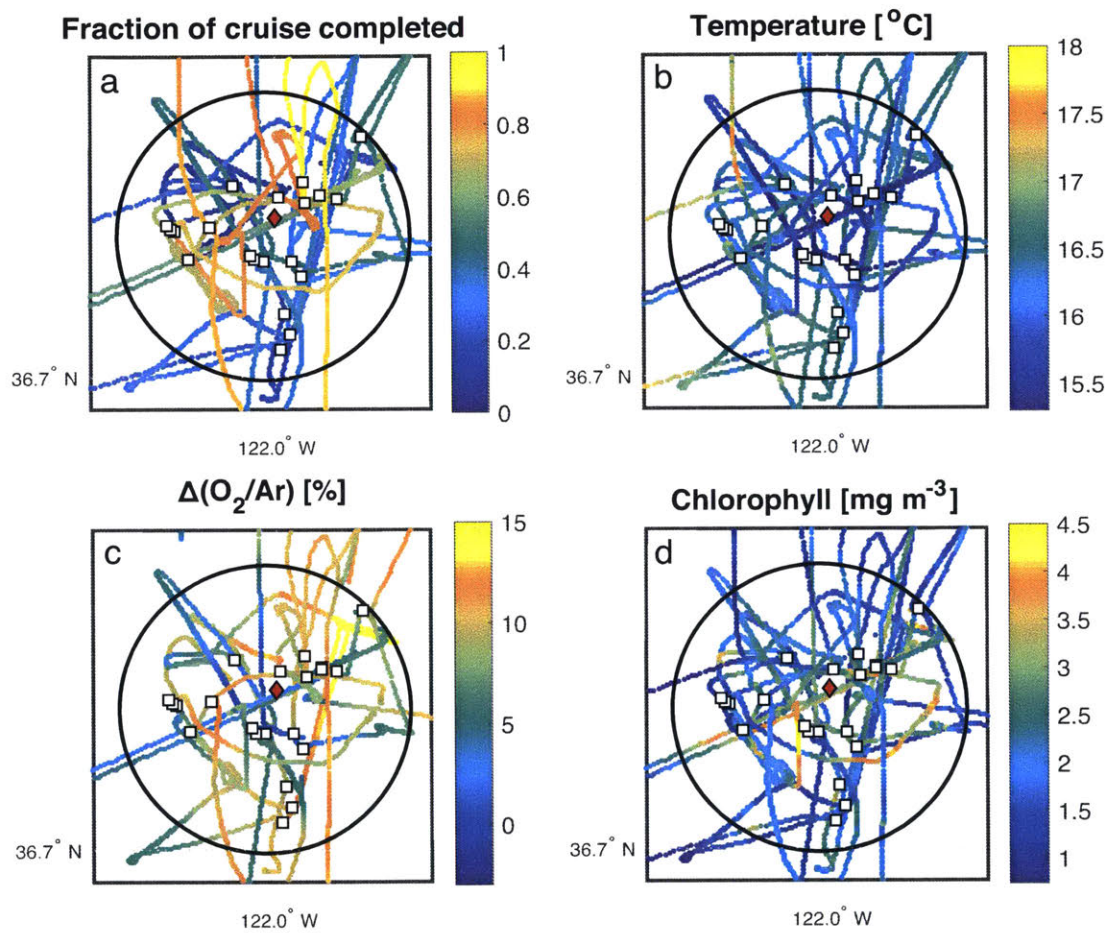 Fraction of cruise completed
a
1
0.8
0.6
0.4
0.2
0
36.7° N
122.0° W
Temperature [°C]
b
18
17.5
17
16.5
16
15.5
36.7° N
122.0° W
Δ(O₂/Ar) [%]
c
15
10
5
0
36.7° N
122.0° W
Chlorophyll [mg m⁻³]
d
4.5
4
3.5
3
2.5
2
1.5
1
36.7° N
122.0° W